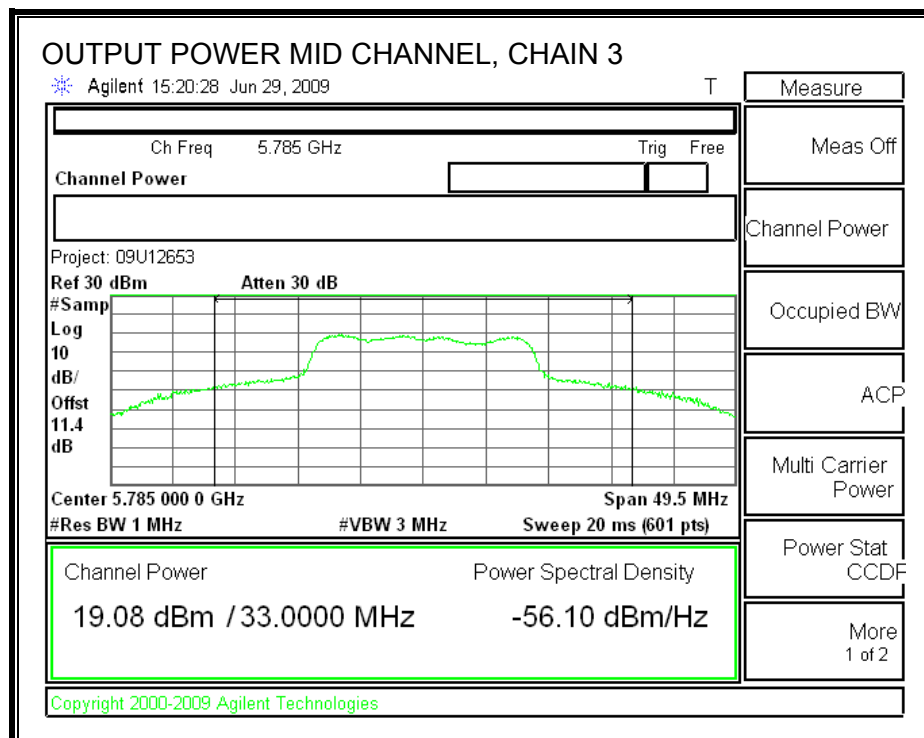 OUTPUT POWER MID CHANNEL, CHAIN 3
Agilent 15:20:28 Jun 29, 2009 T
Measure
Ch Freq 5.785 GHz Trig Free
Meas Off
Channel Power
Channel Power
Project: 09U12653
Ref 30 dBm Atten 30 dB
#Samp
Log
10
dB/
Offst
11.4
dB
Occupied BW
ACP
Multi Carrier
Power
Center 5.785 000 0 GHz Span 49.5 MHz
#Res BW 1 MHz #VBW 3 MHz Sweep 20 ms (601 pts)
Power Stat
CCDF
Channel Power Power Spectral Density
19.08 dBm / 33.0000 MHz -56.10 dBm/Hz
More
1 of 2
Copyright 2000-2009 Agilent Technologies